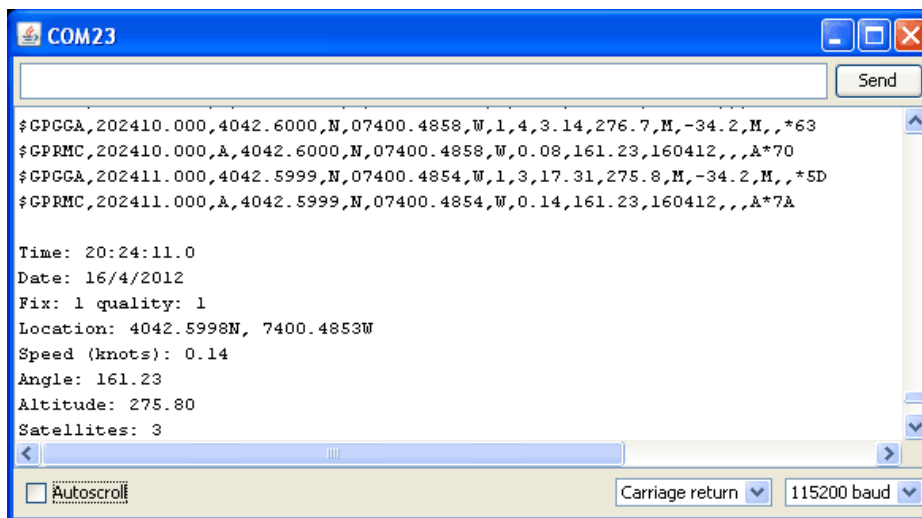 COM23
Send
$GPGGA,202410.000,4042.6000,N,07400.4858,W,1,4,3.14,276.7,M,-34.2,M,,*63
$GPRMC,202410.000,A,4042.6000,N,07400.4858,W,0.08,161.23,160412,,,A*70
$GPGGA,202411.000,4042.5999,N,07400.4854,W,1,3,17.31,275.8,M,-34.2,M,,*5D
$GPRMC,202411.000,A,4042.5999,N,07400.4854,W,0.14,161.23,160412,,,A*7A
Time: 20:24:11.0
Date: 16/4/2012
Fix: 1 quality: 1
Location: 4042.5998N, 7400.4853W
Speed (knots): 0.14
Angle: 161.23
Altitude: 275.80
Satellites: 3
Autoscroll
Carriage return
115200 baud